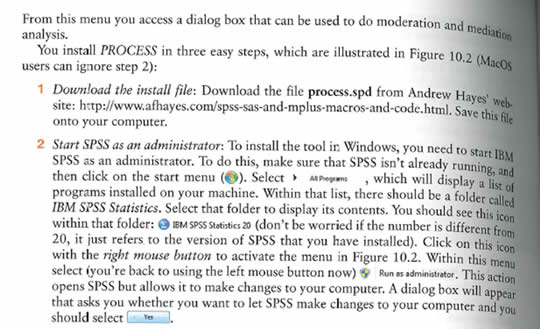 From this menu you access a dialog box that can be used to do moderation and mediation
analysis.
You install PROCESS in three easy steps, which are illustrated in Figure 10.2 (MacOS
users can ignore step 2):
1 Download the install file: Download the file process.spd from Andrew Hayes' web-
site: http://www.afhayes.com/spss-sas-and-mplus-macros-and-code.html. Save this file
onto your computer.
2 Start SPSS as an administrator: To install the tool in Windows, you need to start IBM
SPSS as an administrator. To do this, make sure that SPSS isn't already running, and
then click on the start menu ( ). Select All Programs , which will display a list of
programs installed on your machine. Within that list, there should be a folder called
IBM SPSS Statistics. Select that folder to display its contents. You should see this icon
within that folder: IBM SPSS Statistics 20 (don't be worried if the number is different from
20, it just refers to the version of SPSS that you have installed). Click on this icon
with the right mouse button to activate the menu in Figure 10.2. Within this menu
select (you're back to using the left mouse button now) Run as administrator. This action
opens SPSS but allows it to make changes to your computer. A dialog box will appear
that asks you whether you want to let SPSS make changes to your computer and you
should select Yes .